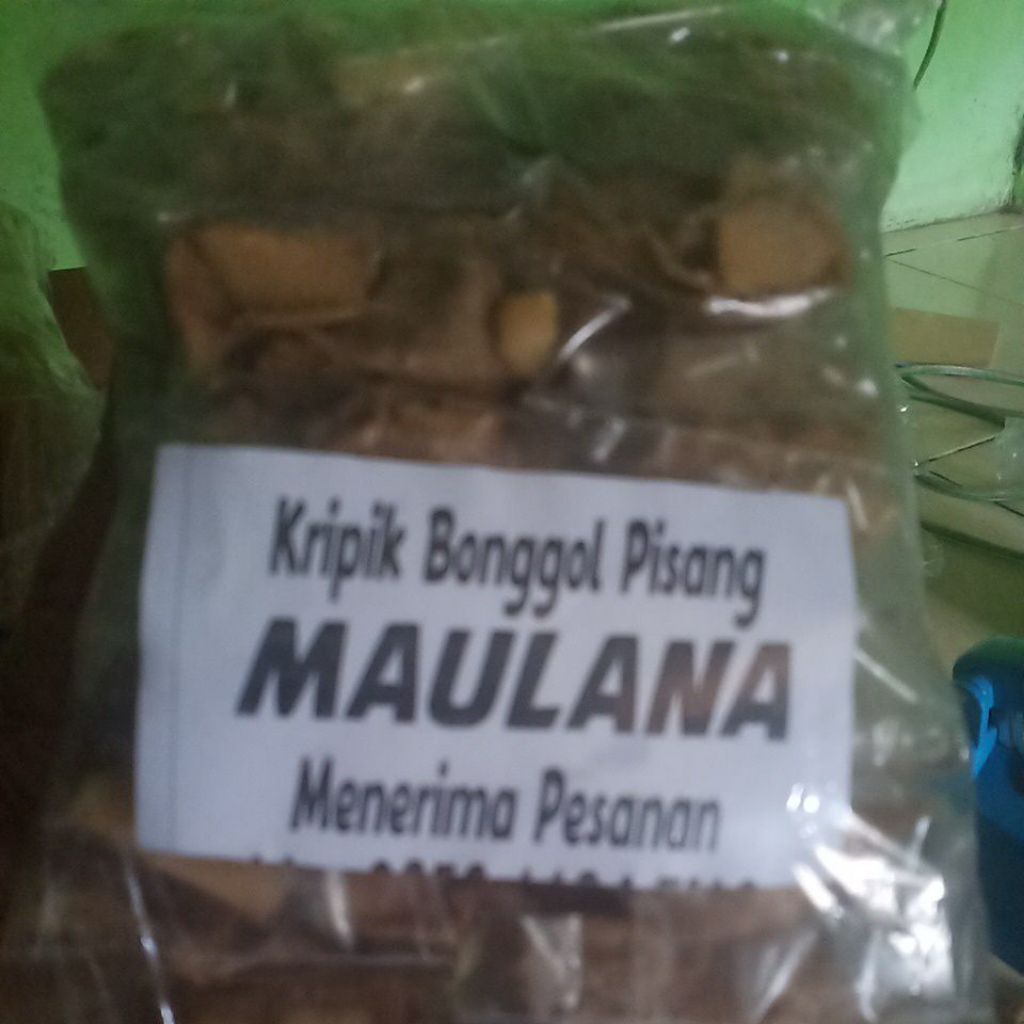 Kripik Bonggol Pisang
MAULANA
Menerima Pesanan